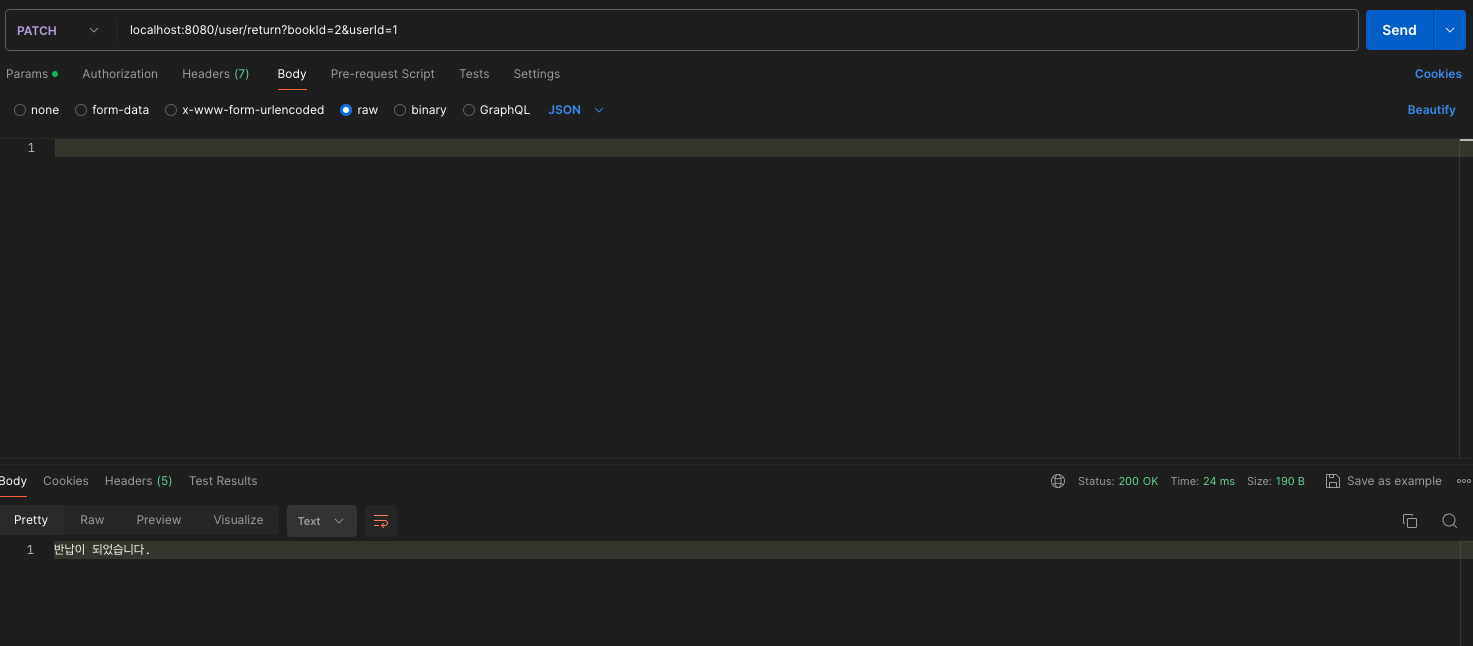 PATCH localhost:8080/user/return?bookId=2&userId=1 Send
Params Authorization Headers (7) Body Pre-request Script Tests Settings Cookies
none form-data x-www-form-urlencoded raw binary GraphQL JSON Beautify
1
Body Cookies Headers (5) Test Results Status: 200 OK Time: 24 ms Size: 190 B Save as example
Pretty Raw Preview Visualize Text
1 반납이 되었습니다.